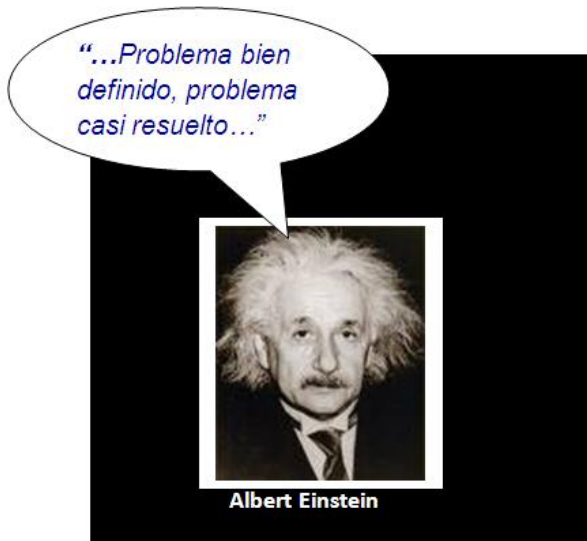 “…Problema bien
definido, problema
casi resuelto…”
Albert Einstein